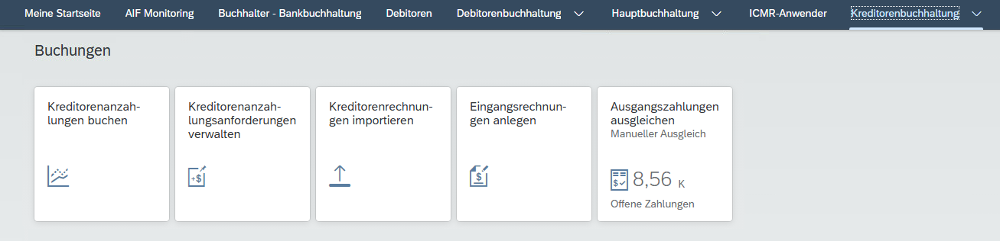 Meine Startseite AIF Monitoring Buchhalter - Bankbuchhaltung Debitoren Debitorenbuchhaltung Hauptbuchhaltung ICMR-Anwender Kreditorenbuchhaltung
Buchungen
Kreditorenanzah-
lungen buchen
Kreditorenanzah-
lungsanforderungen
verwalten
+$
Kreditorenrechnun-
gen importieren
Eingangsrechnun-
gen anlegen
$
Ausgangszahlungen
ausgleichen
Manueller Ausgleich
$
8,56 K
Offene Zahlungen